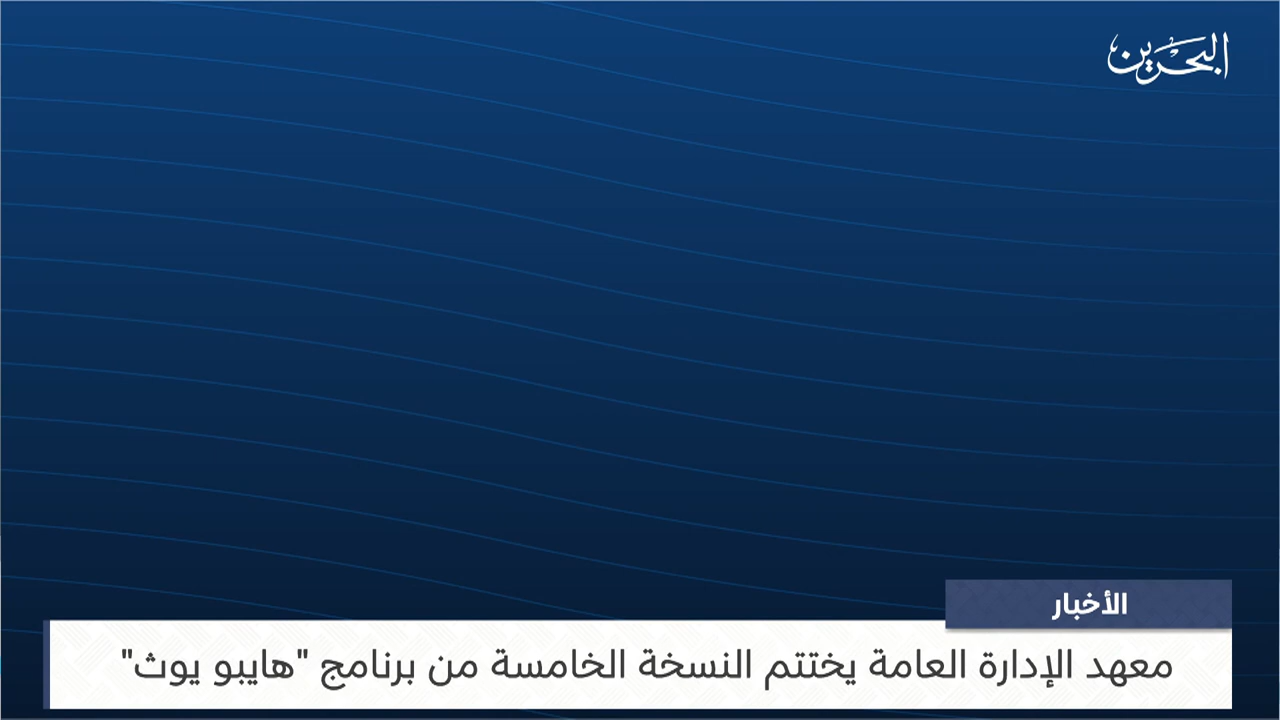 البحرين
الأخبار
معهد الإدارة العامة يختتم النسخة الخامسة من برنامج "هايبو يوث"